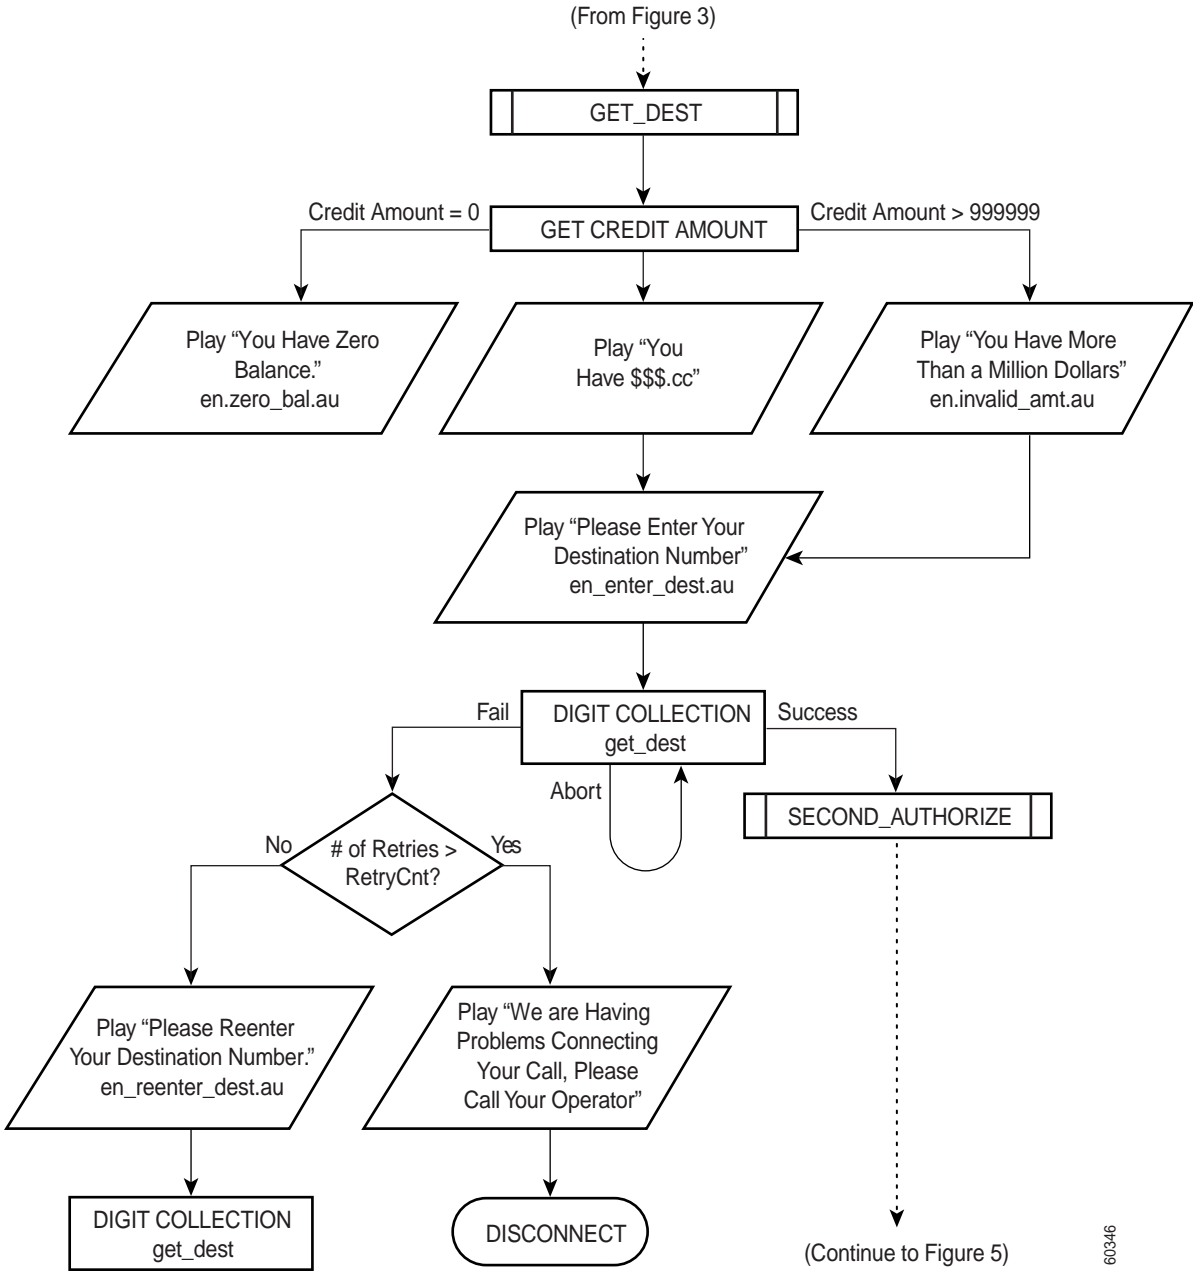 (From Figure 3)
GET_DEST
Credit Amount = 0
Credit Amount > 999999
GET CREDIT AMOUNT
Play “You Have Zero
Balance.”
en.zero_bal.au
Play “You
Have $$$.cc”
Play “You Have More
Than a Million Dollars”
en.invalid_amt.au
Play “Please Enter Your
Destination Number”
en_enter_dest.au
Fail
DIGIT COLLECTION
get_dest
Success
Abort
SECOND_AUTHORIZE
No
# of Retries >
RetryCnt?
Yes
Play “Please Reenter
Your Destination Number.”
en_reenter_dest.au
Play “We are Having
Problems Connecting
Your Call, Please
Call Your Operator”
DIGIT COLLECTION
get_dest
DISCONNECT
(Continue to Figure 5)
60346